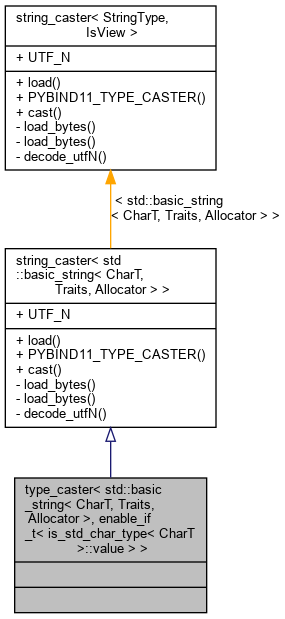 string_caster< StringType,
IsView >
+ UTF_N
+ load()
+ PYBIND11_TYPE_CASTER()
+ cast()
- load_bytes()
- load_bytes()
- decode_utfN()
< std::basic_string
< CharT, Traits, Allocator > >
string_caster< std
::basic_string< CharT,
Traits, Allocator > >
+ UTF_N
+ load()
+ PYBIND11_TYPE_CASTER()
+ cast()
- load_bytes()
- load_bytes()
- decode_utfN()
type_caster< std::basic
_string< CharT, Traits,
Allocator >, enable_if
_t< is_std_char_type< CharT
>::value > >